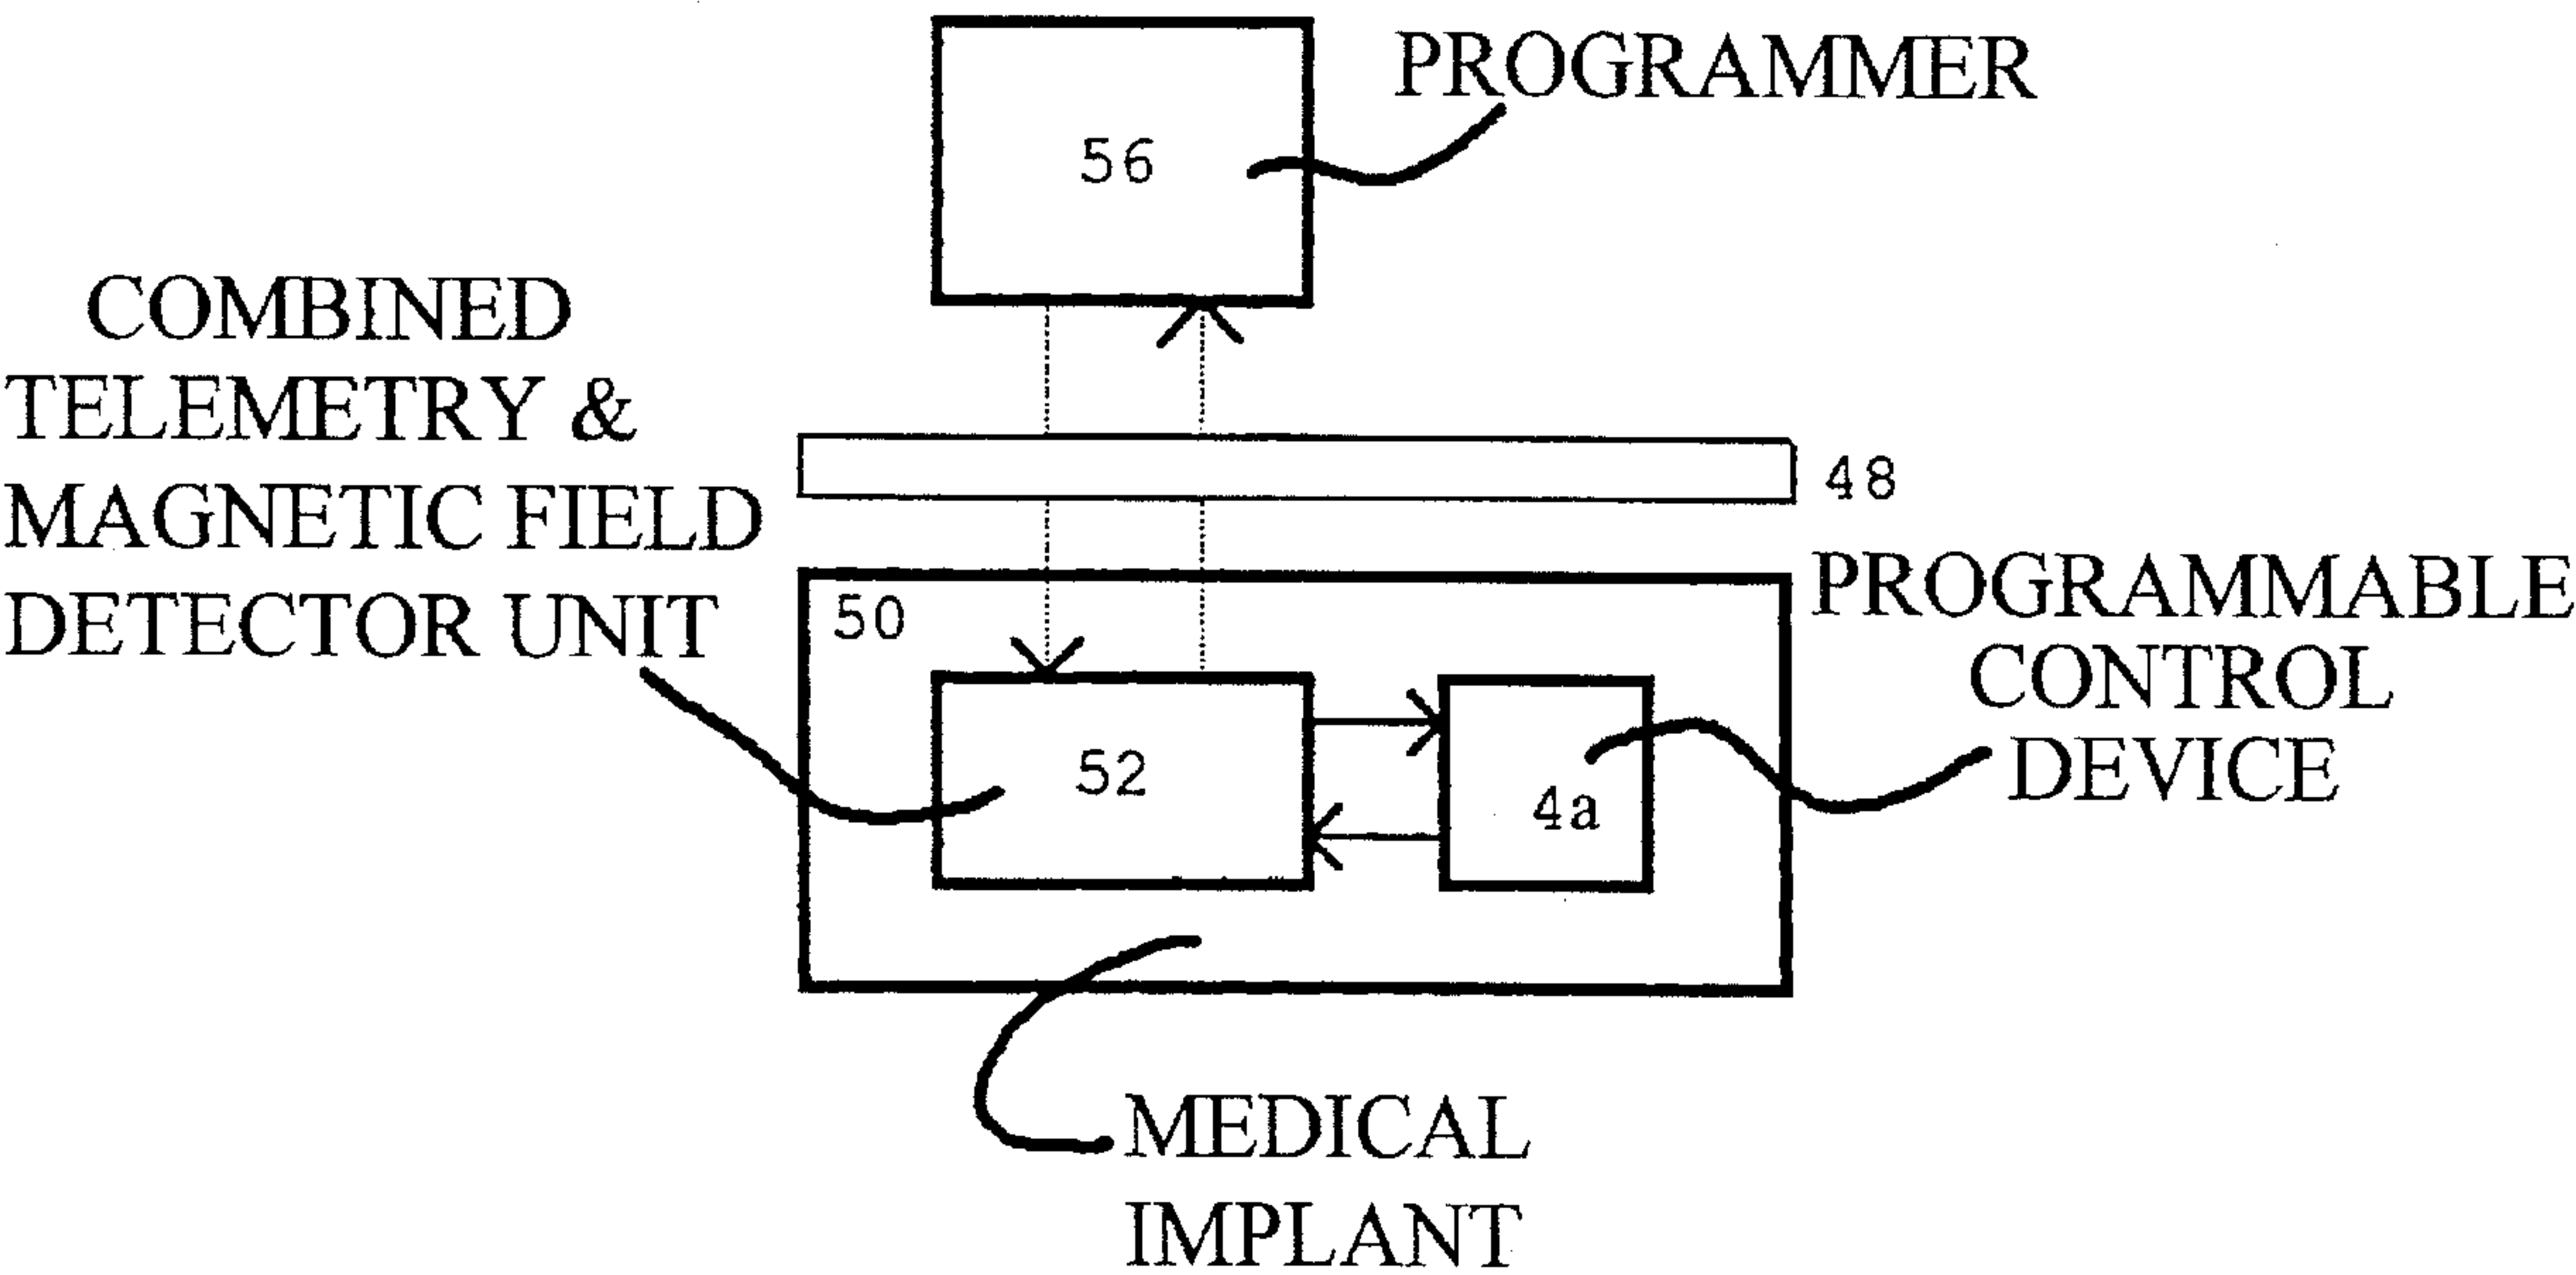 PROGRAMMER
56
COMBINED
TELEMETRY &
MAGNETIC FIELD
DETECTOR UNIT
48
PROGRAMMABLE
CONTROL
DEVICE
50
52
4a
MEDICAL
IMPLANT